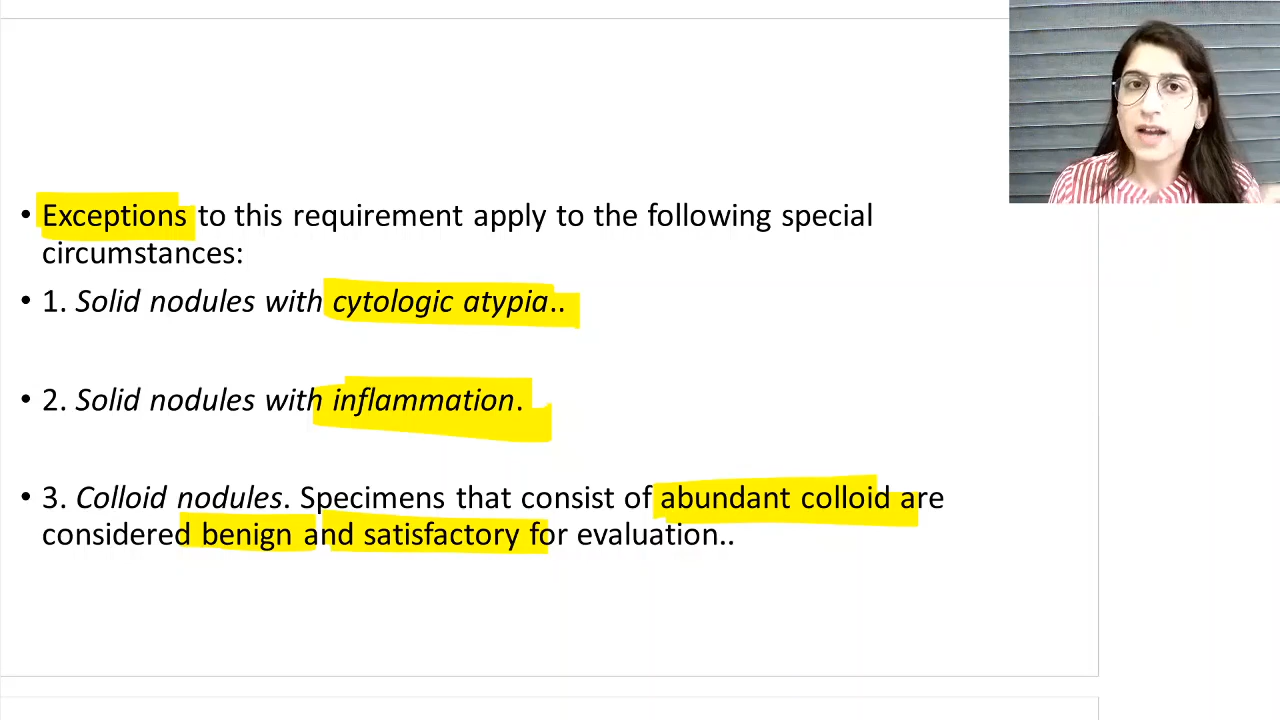 • Exceptions to this requirement apply to the following special
circumstances:
• 1. Solid nodules with cytologic atypia..
• 2. Solid nodules with inflammation.
• 3. Colloid nodules. Specimens that consist of abundant colloid are
considered benign and satisfactory for evaluation..